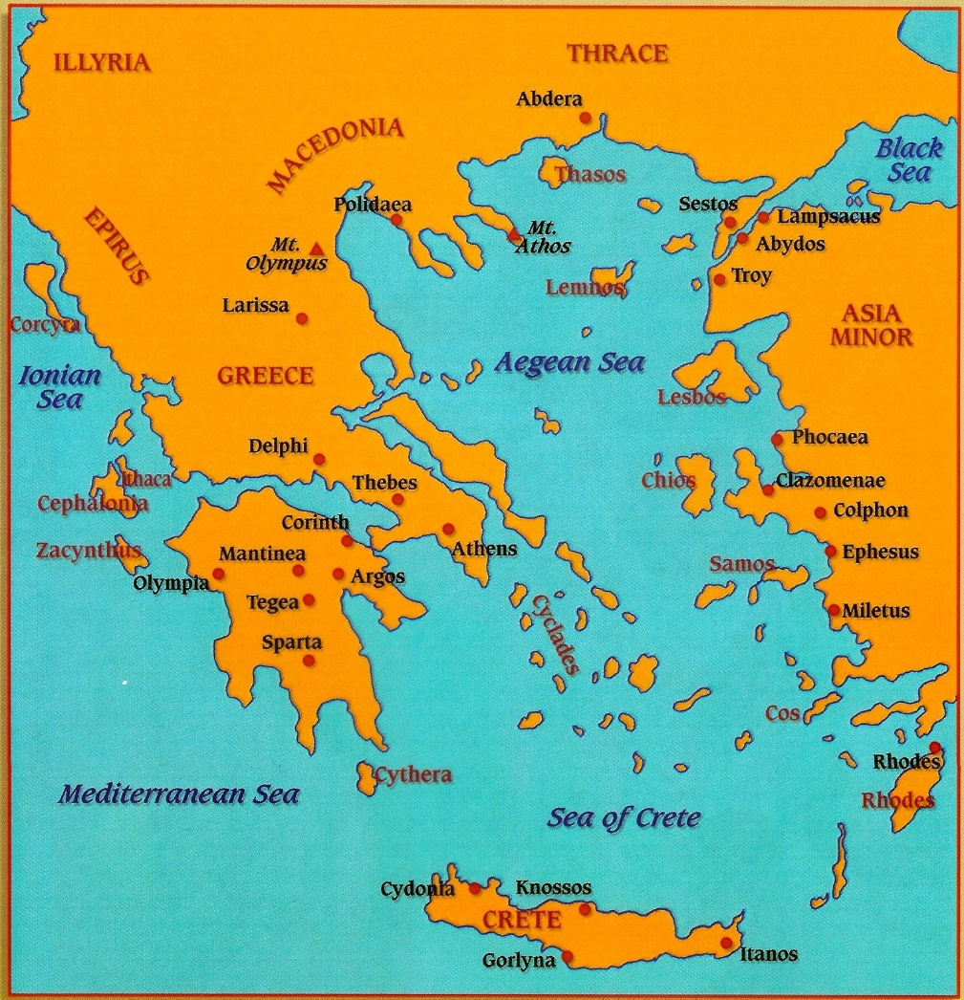 THRACE
ILLYRIA
Abdera
MACEDONIA
Black
Sea
Thasos
Polidaea
Sestos
Lampsacus
EPIRUS
Mt.
Athos
Abydos
Mt.
Olympus
Troy
Lemnos
Larissa
ASIA
MINOR
Corcyra
Aegean Sea
Ionian
Sea
GREECE
Lesbos
Phocaea
Delphi
Ithaca
Thebes
Chios
Clazomenae
Cephalonia
Colphon
Corinth
Athens
Zacynthus
Mantinea
Ephesus
Samos
Olympia
Argos
Tegea
Miletus
Cyclades
Sparta
Cos
Rhodes
Cythera
Mediterranean Sea
Rhodes
Sea of Crete
Cydonia
Knossos
CRETE
Gorlyna
Itanos